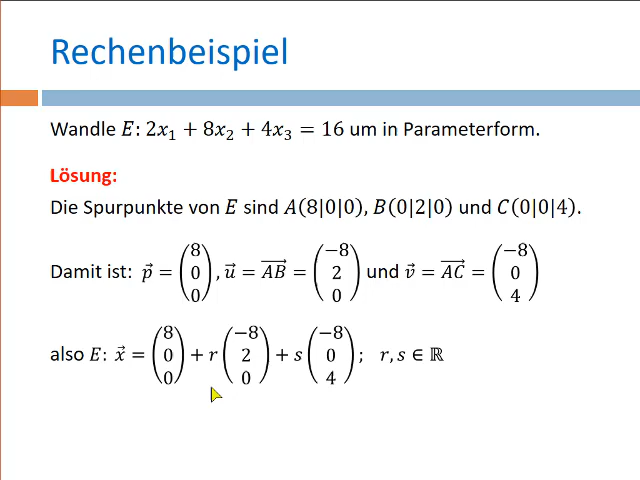 Rechenbeispiel
Wandle E: 2x₁ + 8x₂ + 4x₃ = 16 um in Parameterform.
Lösung:
Die Spurpunkte von E sind A(8|0|0), B(0|2|0) und C(0|0|4).
Damit ist: p⃗ = (8 0 0), u⃗ = AB⃗ = (−8 2 0) und v⃗ = AC⃗ = (−8 0 4)
also E: x⃗ = (8 0 0) + r (−8 2 0) + s (−8 0 4); r, s ∈ ℝ